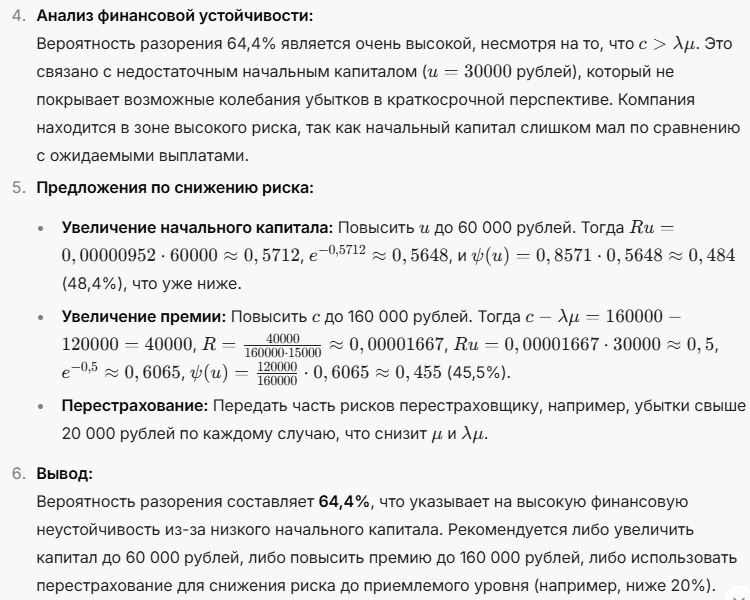 4. Анализ финансовой устойчивости:
Вероятность разорения 64,4% является очень высокой, несмотря на то, что c > λμ. Это
связано с недостаточным начальным капиталом (u = 30000 рублей), который не
покрывает возможные колебания убытков в краткосрочной перспективе. Компания
находится в зоне высокого риска, так как начальный капитал слишком мал по сравнению
с ожидаемыми выплатами.
5. Предложения по снижению риска:
• Увеличение начального капитала: Повысить u до 60 000 рублей. Тогда Ru =
0,00000952 · 60000 ≈ 0,5712, e^{−0,5712} ≈ 0,5648, и ψ(u) = 0,8571 · 0,5648 ≈ 0,484
(48,4%), что уже ниже.
• Увеличение премии: Повысить c до 160 000 рублей. Тогда c − λμ = 160000 −
120000 = 40000, R = \frac{40000}{160000·15000} ≈ 0,00001667, Ru = 0,00001667 · 30000 ≈ 0,5,
e^{−0,5} ≈ 0,6065, ψ(u) = \frac{120000}{160000} · 0,6065 ≈ 0,455 (45,5%).
• Перестрахование: Передать часть рисков перестраховщику, например, убытки свыше
20 000 рублей по каждому случаю, что снизит μ и λμ.
6. Вывод:
Вероятность разорения составляет 64,4%, что указывает на высокую финансовую
неустойчивость из-за низкого начального капитала. Рекомендуется либо увеличить
капитал до 60 000 рублей, либо повысить премию до 160 000 рублей, либо использовать
перестрахование для снижения риска до приемлемого уровня (например, ниже 20%).